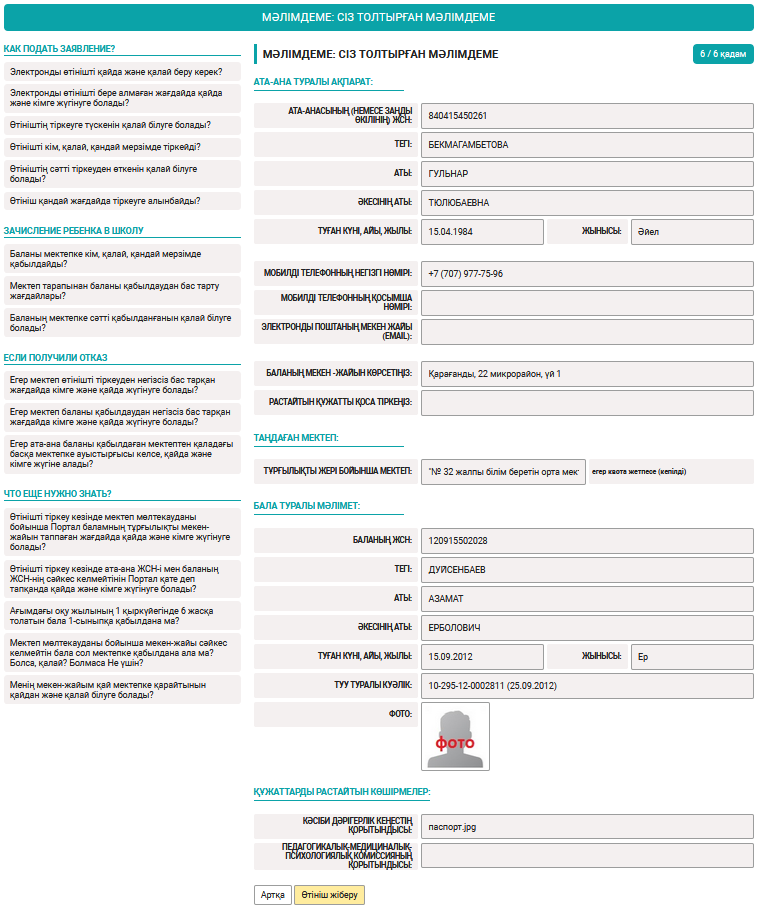 МӘЛІМДЕМЕ: СІЗ ТОЛТЫРҒАН МӘЛІМДЕМЕ
КАК ПОДАТЬ ЗАЯВЛЕНИЕ?
Электронды өтінішті қайда және қалай беру керек?
Электронды өтінішті бере алмаған жағдайда қайда
және кімге жүгінуге болады?
Өтініштің тіркеуге түскенін қалай білуге болады?
Өтінішті кім, қалай, қандай мерзімде тіркейді?
Өтініштің сәтті тіркеуден өткенін қалай білуге
болады?
Өтініш қандай жағдайда тіркеуге алынбайды?
ЗАЧИСЛЕНИЕ РЕБЕНКА В ШКОЛУ
Баланы мектепке кім, қалай, қандай мерзімде
қабылдайды?
Мектеп тарапынан баланы қабылдаудан бас тарту
жағдайлары?
Баланың мектепке сәтті қабылданғанын қалай білуге
болады?
ЕСЛИ ПОЛУЧИЛИ ОТКАЗ
Егер мектеп өтінішті тіркеуден негізсіз бас тарқан
жағдайда кімге және қайда жүгінуге болады?
Егер мектеп баланы қабылдаудан негізсіз бас тарқан
жағдайда кімге және қайда жүгінуге болады?
Егер ата-ана баланы қабылдаған мектептен қаладағы
басқа мектепке ауыстырғысы келсе, қайда және
кімге жүгіне алады?
ЧТО ЕЩЕ НУЖНО ЗНАТЬ?
Өтінішті тіркеу кезінде мектеп мөлтекауданы
бойынша Портал баламның тұрғылықты мекен-
жайын таппаған жағдайда қайда және кімге жүгінуге
болады?
Өтінішті тіркеу кезінде ата-ана ЖСН-і мен баланың
ЖСН-нің сәйкес келмейтінін Портал қате деп
тапқанда қайда және кімге жүгінуге болады?
Ағымдағы оқу жылының 1 қыркүйегінде 6 жасқа
толатын бала 1-сыныпқа қабылдана ма?
Мектеп мөлтекауданы бойынша мекен-жайы сәйкес
келмейтін бала сол мектепке қабылдана ала ма?
Болса, қалай? Болмаса Не үшін?
Менің мекен-жайым қай мектепке қарайтынын
қайдан және қалай білуге болады?
МӘЛІМДЕМЕ: СІЗ ТОЛТЫРҒАН МӘЛІМДЕМЕ
6 / 6 қадам
АТА-АНА ТУРАЛЫ АҚПАРАТ:
АТА-АНАСЫНЫҢ (НЕМЕСЕ ЗАНДЫ
ӨКІЛІНІҢ) ЖСН:
840415450261
ТЕГІ:
БЕКМАГАМБЕТОВА
АТЫ:
ГУЛЬНАР
ӘКЕСІНІҢ АТЫ:
ТЮЛЮБАЕВНА
ТУҒАН КҮНІ, АЙЫ, ЖЫЛЫ:
15.04.1984
ЖЫНЫСЫ:
Әйел
МОБИЛДІ ТЕЛЕФОННЫҢ НЕГІЗГІ НӨМІРІ:
+7 (707) 977-75-96
МОБИЛДІ ТЕЛЕФОННЫҢ ҚОСЫМША
НӨМІРІ:
ЭЛЕКТРОНДЫ ПОШТАНЫҢ МЕКЕН ЖАЙЫ
(EMAIL):
БАЛАНЫҢ МЕКЕН -ЖАЙЫН КӨРСЕТІҢІЗ:
Қарағанды, 22 микрорайон, үй 1
РАСТАЙТЫН ҚҰЖАТТЫ ҚОСА ТІРКЕҢІЗ:
ТАҢДАҒАН МЕКТЕП:
ТҰРҒЫЛЫҚТЫ ЖЕРІ БОЙЫНША МЕКТЕП:
"№ 32 жалпы білім беретін орта мек
егер квота жетпесе (кепілді)
БАЛА ТУРАЛЫ МӘЛІМЕТ:
БАЛАНЫҢ ЖСН:
120915502028
ТЕГІ:
ДУЙСЕНБАЕВ
АТЫ:
АЗАМАТ
ӘКЕСІНІҢ АТЫ:
ЕРБОЛОВИЧ
ТУҒАН КҮНІ, АЙЫ, ЖЫЛЫ:
15.09.2012
ЖЫНЫСЫ:
Ер
ТУУ ТУРАЛЫ КУӘЛІК:
10-295-12-0002811 (25.09.2012)
ФОТО:
фото
ҚҰЖАТТАРДЫ РАСТАЙТЫН КӨШІРМЕЛЕР:
КӘСІБИ ДӘРІГЕРЛІК КЕҢЕСТІҢ
ҚОРЫТЫНДЫСЫ:
паспорт.jpg
ПЕДАГОГИКАЛЫҚ-МЕДИЦИНАЛЫҚ-
ПСИХОЛОГИЯЛЫҚ КОМИССИЯНЫҢ
ҚОРЫТЫНДЫСЫ:
Артқа
Өтініш жіберу